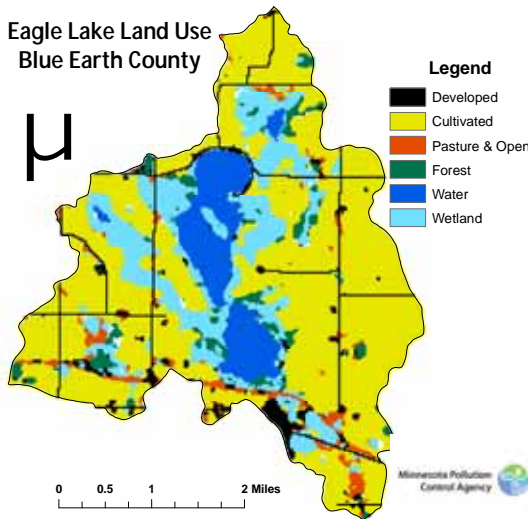 Eagle Lake Land Use
Blue Earth County
µ
Legend
Developed
Cultivated
Pasture & Open
Forest
Water
Wetland
Minnesota Pollution
Control Agency
0 0.5 1 2 Miles